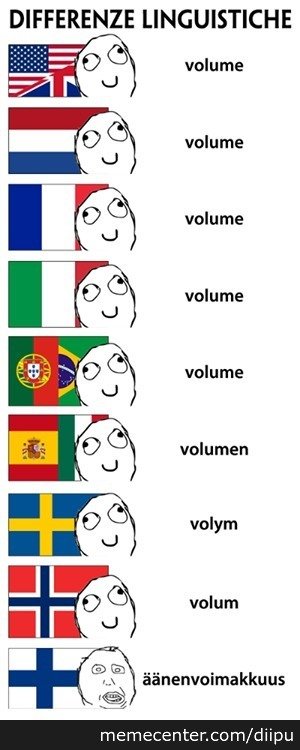 DIFFERENZE LINGUISTICHE
volume
volume
volume
volume
volume
volumen
volym
volum
äänenvoimakkuus
memecenter.com/diipu